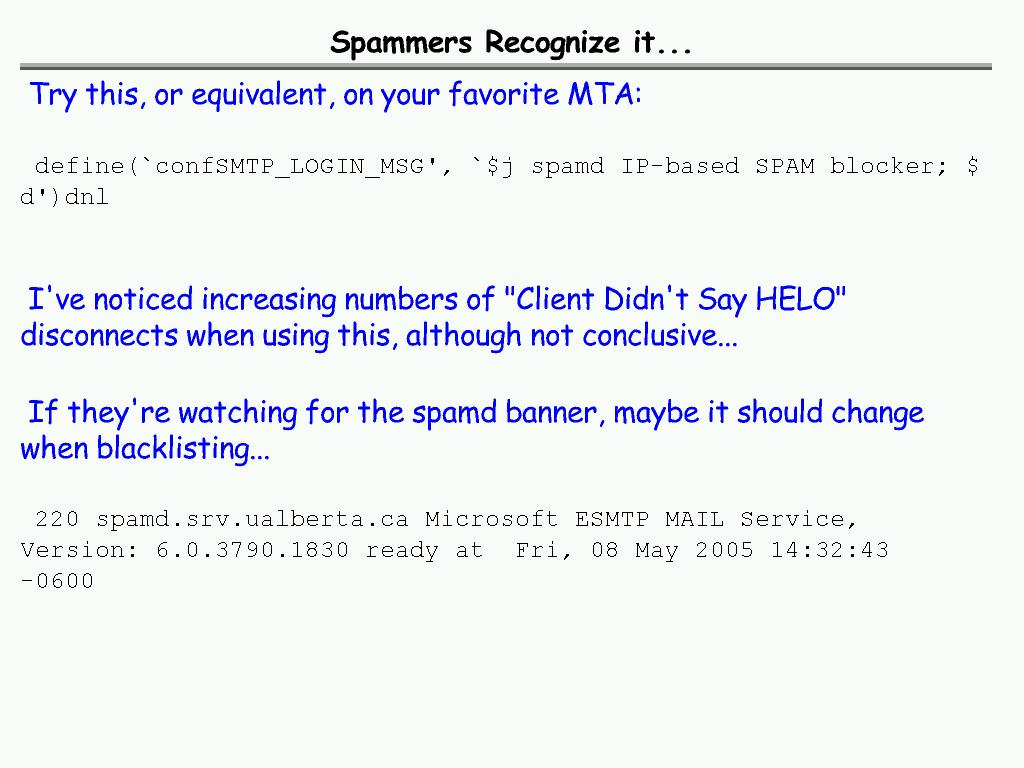 Spammers Recognize it...
Try this, or equivalent, on your favorite MTA:
define(`confSMTP_LOGIN_MSG', `$j spamd IP-based SPAM blocker; $
d')dnl
I've noticed increasing numbers of "Client Didn't Say HELO"
disconnects when using this, although not conclusive...
If they're watching for the spamd banner, maybe it should change
when blacklisting...
220 spamd.srv.ualberta.ca Microsoft ESMTP MAIL Service,
Version: 6.0.3790.1830 ready at  Fri, 08 May 2005 14:32:43
-0600